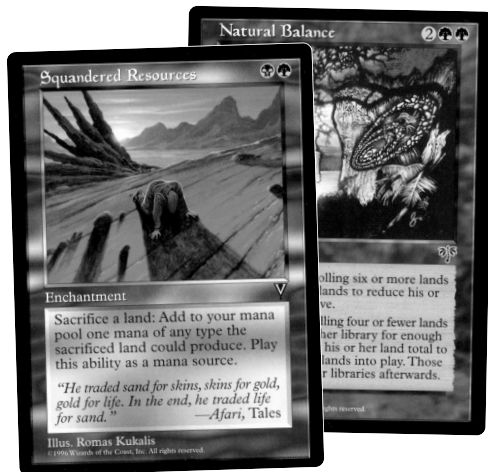 Squandered Resources
Enchantment
Sacrifice a land: Add to your mana
pool one mana of any type the
sacrificed land could produce. Play
this ability as a mana source.
"He traded sand for skins, skins for gold,
gold for life. In the end, he traded life
for sand." —Afari, Tales
Illus. Romas Kukalis
©1996 Wizards of the Coast, Inc. All rights reserved.
Natural Balance 2
olling six or more lands
lands to reduce his or
ve.
lling four or fewer lands
her library for enough
his or her land total to
lands into play. Those
r libraries afterwards.
ghts reserved.